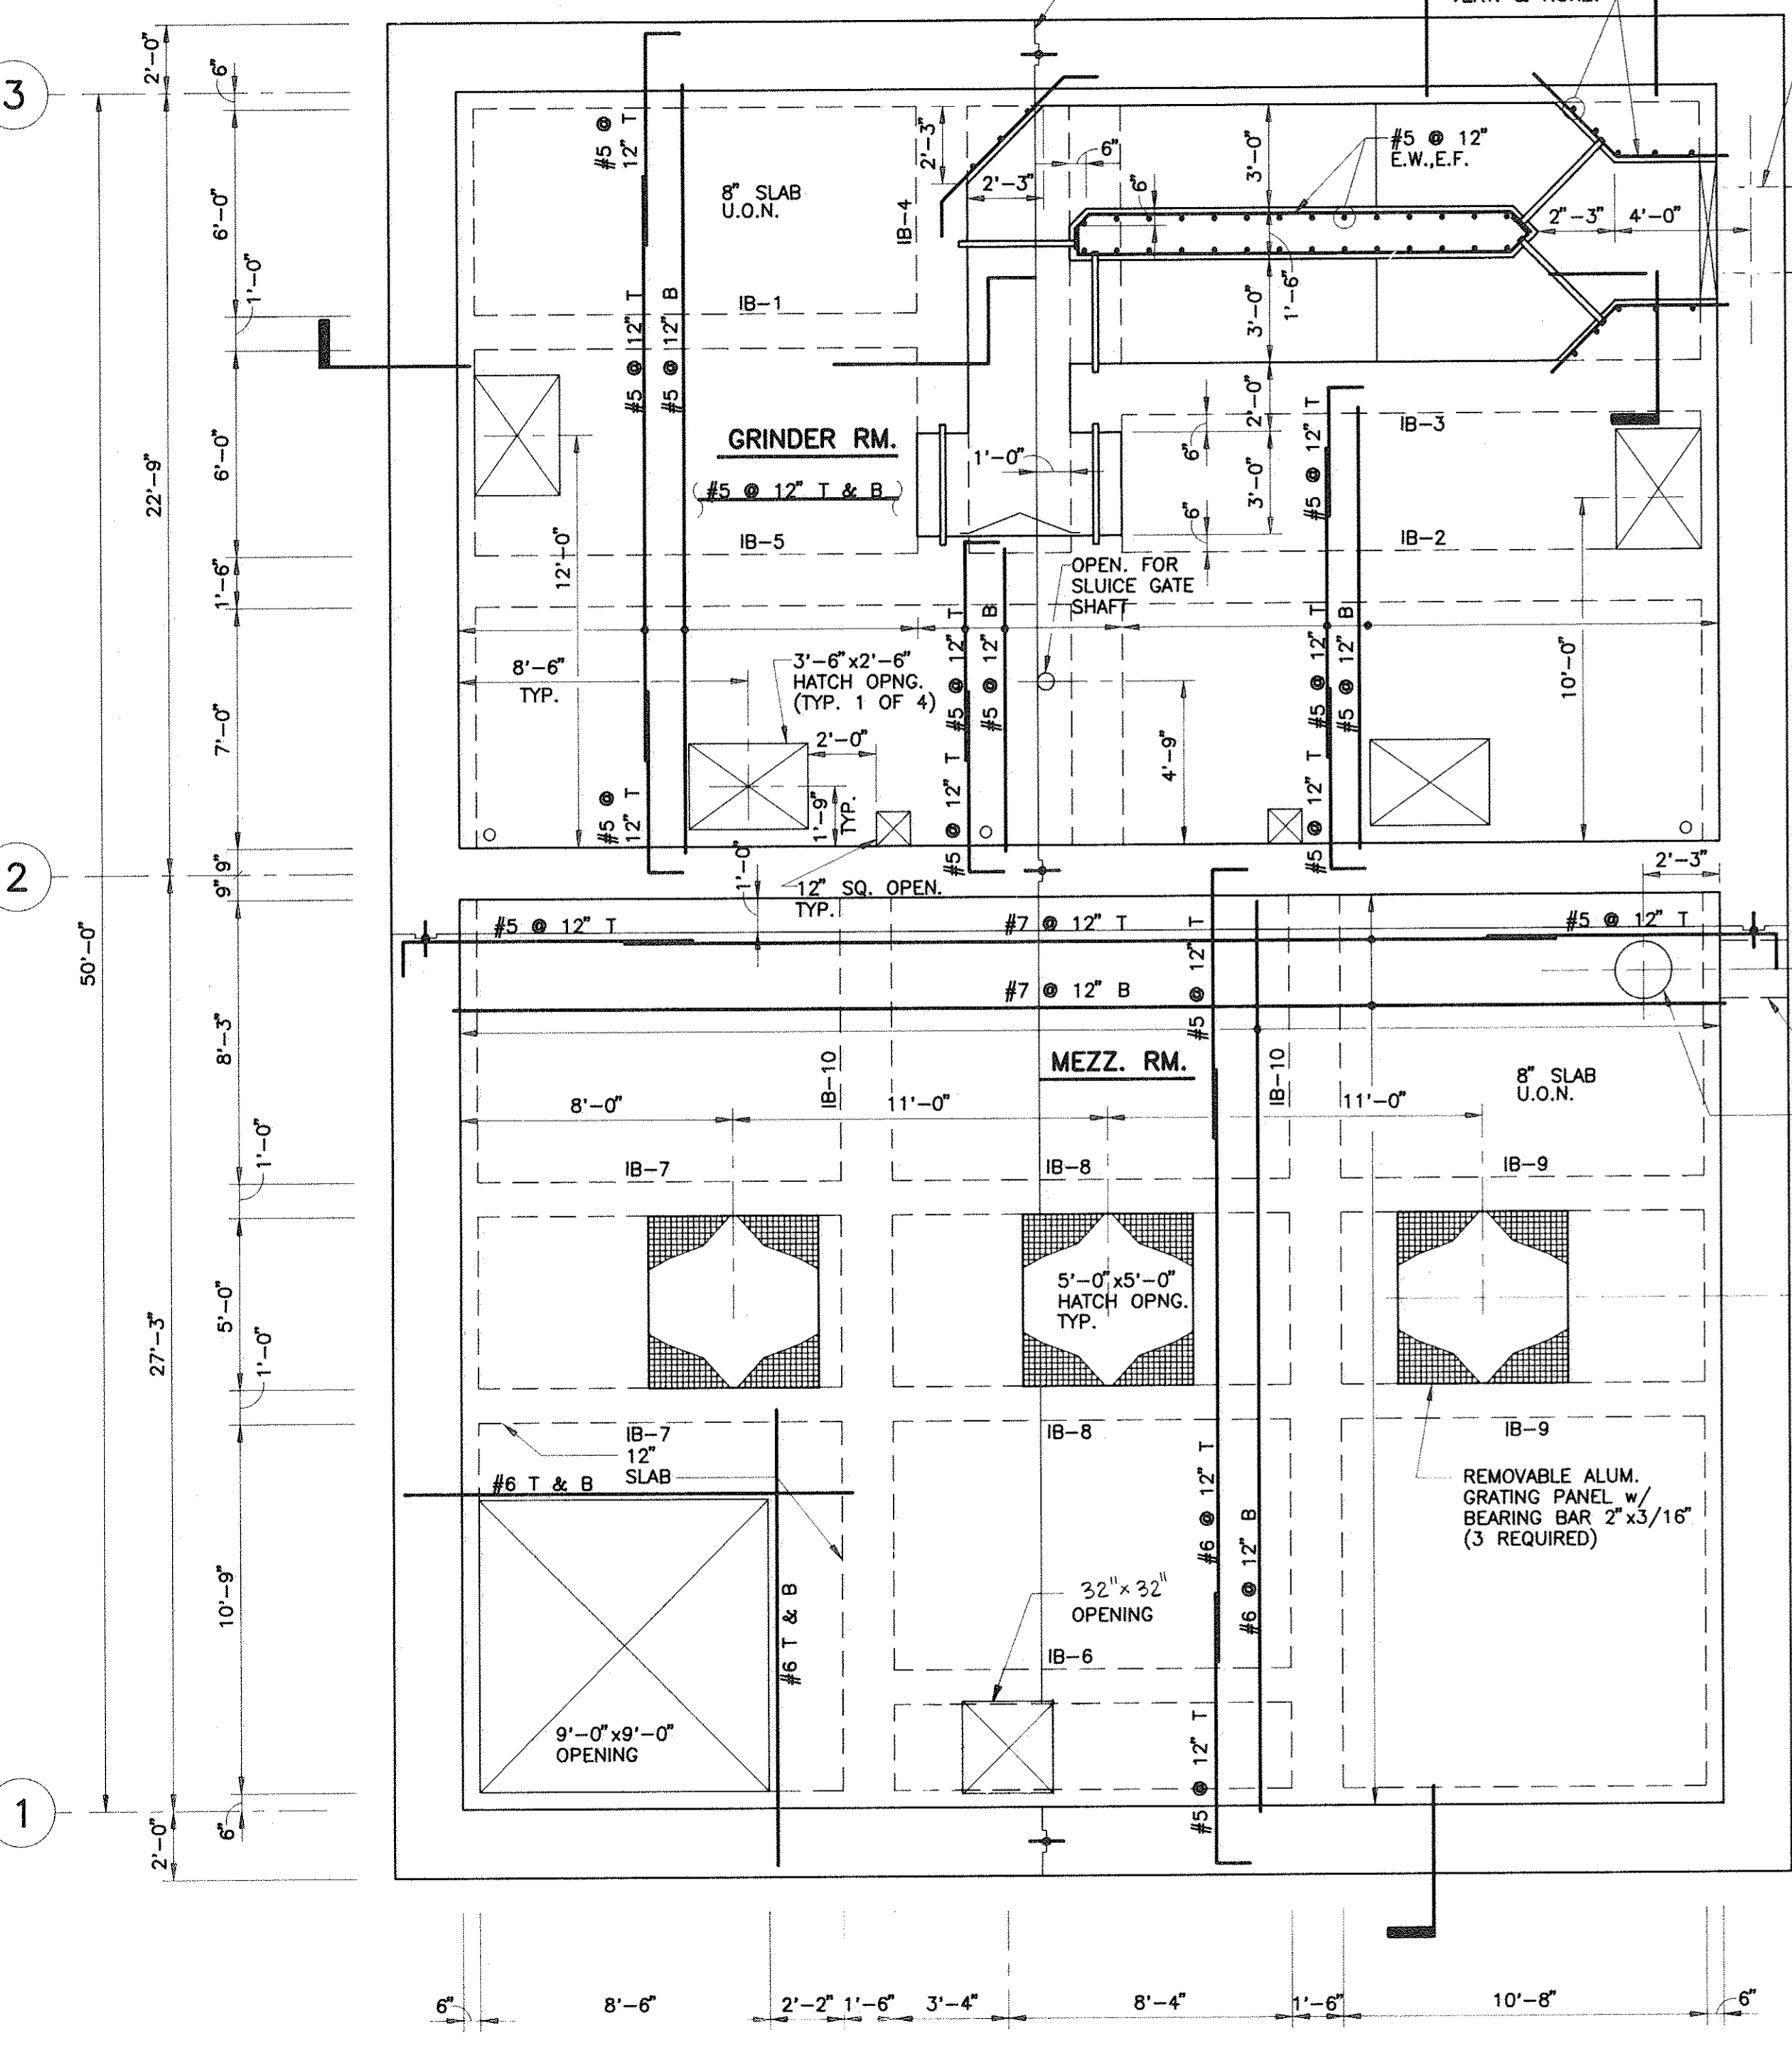 3
2
1
2'-0"
6"
6'-0"
1'-0"
6'-0"
1'-6"
7'-0"
9"
9"
8'-3"
1'-0"
5'-0"
1'-0"
10'-9"
6"
2'-0"
22'-9"
27'-3"
50'-0"
#5 @ 12" T
8" SLAB
U.O.N.
IB-4
2'-3"
2'-3"
6"
6"
3'-0"
#5 @ 12"
E.W.,E.F.
2"-3"
4'-0"
1'-6"
3'-0"
IB-1
#5 @ 12" T
#5 @ 12" B
GRINDER RM.
#5 @ 12" T & B
IB-5
12'-0"
1'-0"
2'-0"
6"
3'-0"
6"
IB-3
#5 @ 12" T
IB-2
OPEN. FOR
SLUICE GATE
SHAFT
#5 @ 12" T
#5 @ 12" B
#5 @ 12" T
#5 @ 12" B
10'-0"
8'-6"
TYP.
3'-6"x2'-6"
HATCH OPNG.
(TYP. 1 OF 4)
2'-0"
1'-9"
TYP.
4'-9"
#5 @ 12" T
#5 @ 12" T
#5 @ 12" T
1'-0"
12" SQ. OPEN.
TYP.
2'-3"
#5 @ 12" T
#7 @ 12" T
#5 @ 12" T
#5 @ 12" T
#7 @ 12" B
MEZZ. RM.
IB-10
IB-10
8" SLAB
U.O.N.
8'-0"
11'-0"
11'-0"
IB-7
IB-8
IB-9
5'-0"x5'-0"
HATCH OPNG.
TYP.
IB-7
IB-8
IB-9
12"
SLAB
#6 T & B
#6 T & B
#6 @ 12" T
#6 @ 12" B
REMOVABLE ALUM.
GRATING PANEL w/
BEARING BAR 2"x3/16"
(3 REQUIRED)
32"x32"
OPENING
IB-6
9'-0"x9'-0"
OPENING
#5 @ 12" T
6"
8'-6"
2'-2"
1'-6"
3'-4"
8'-4"
1'-6"
10'-8"
6"